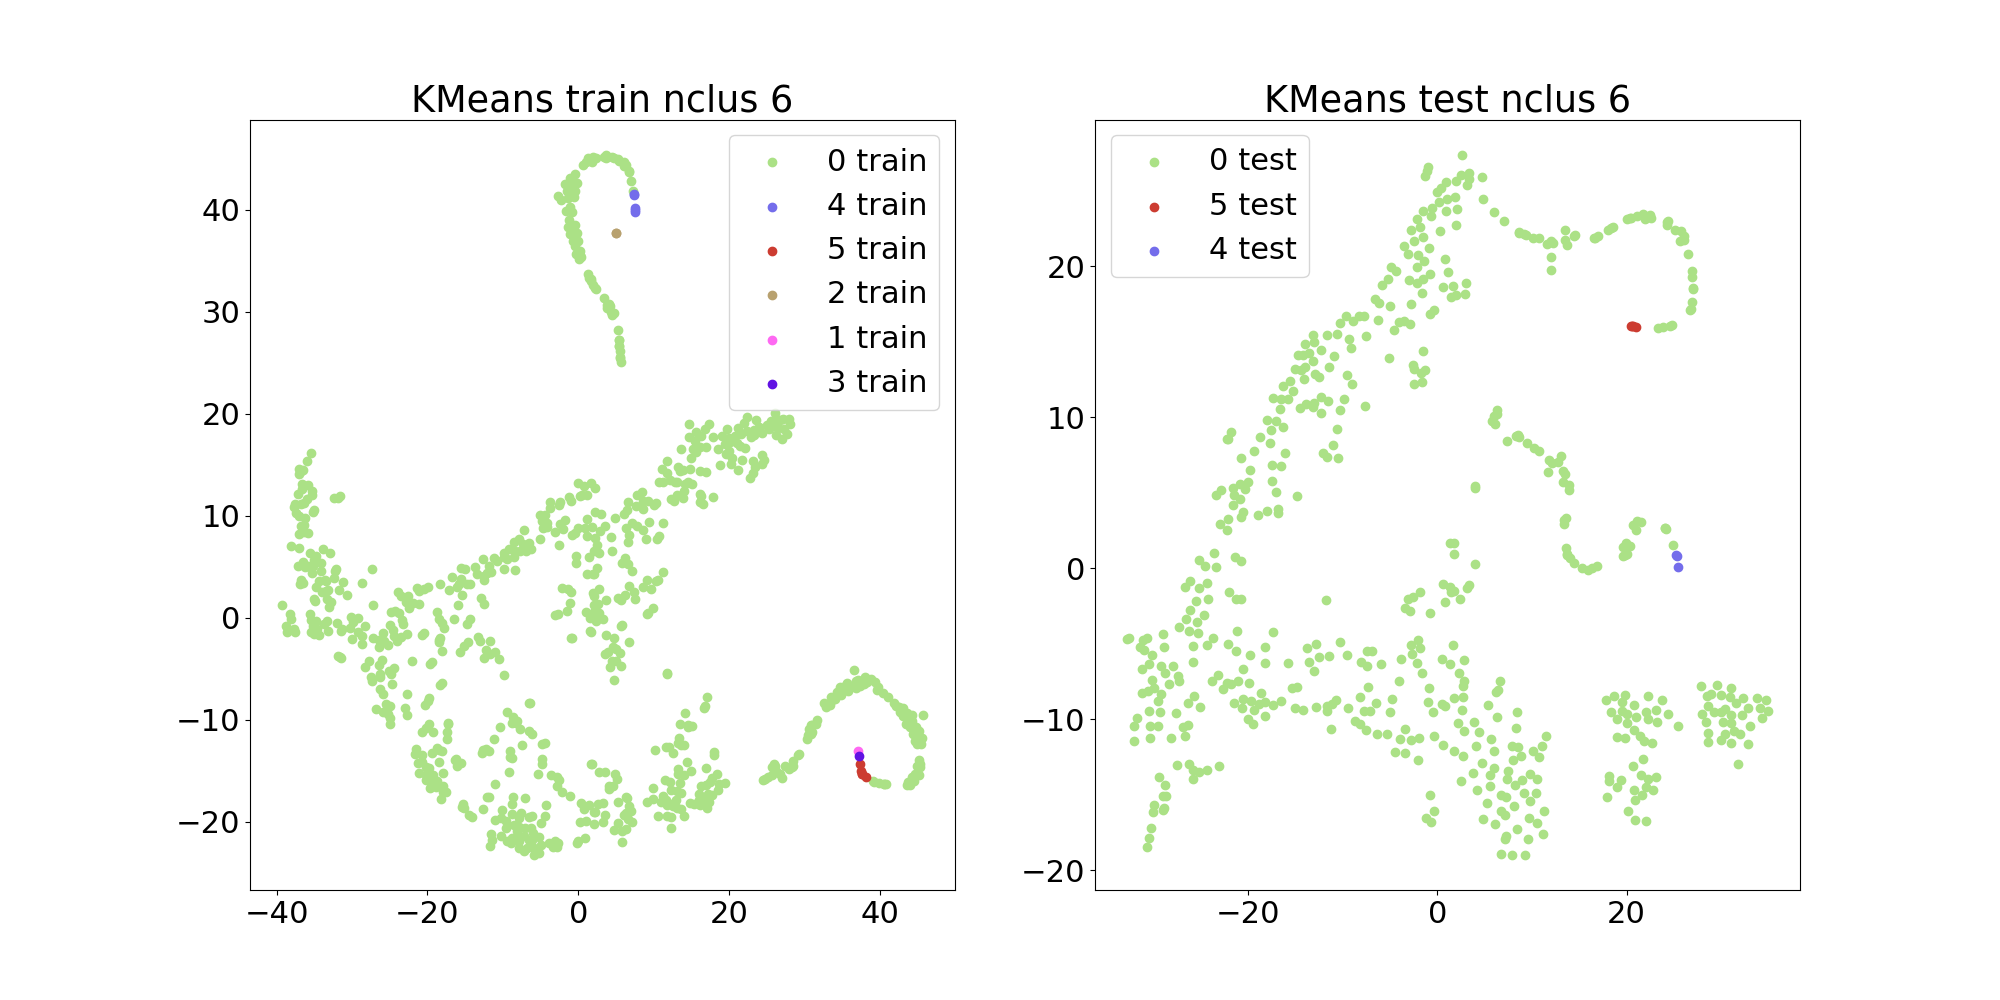 KMeans train nclus 6
0 train
4 train
5 train
2 train
1 train
3 train
40
30
20
10
0
−10
−20
−40 −20 0 20 40
KMeans test nclus 6
0 test
5 test
4 test
20
10
0
−10
−20
−20 0 20